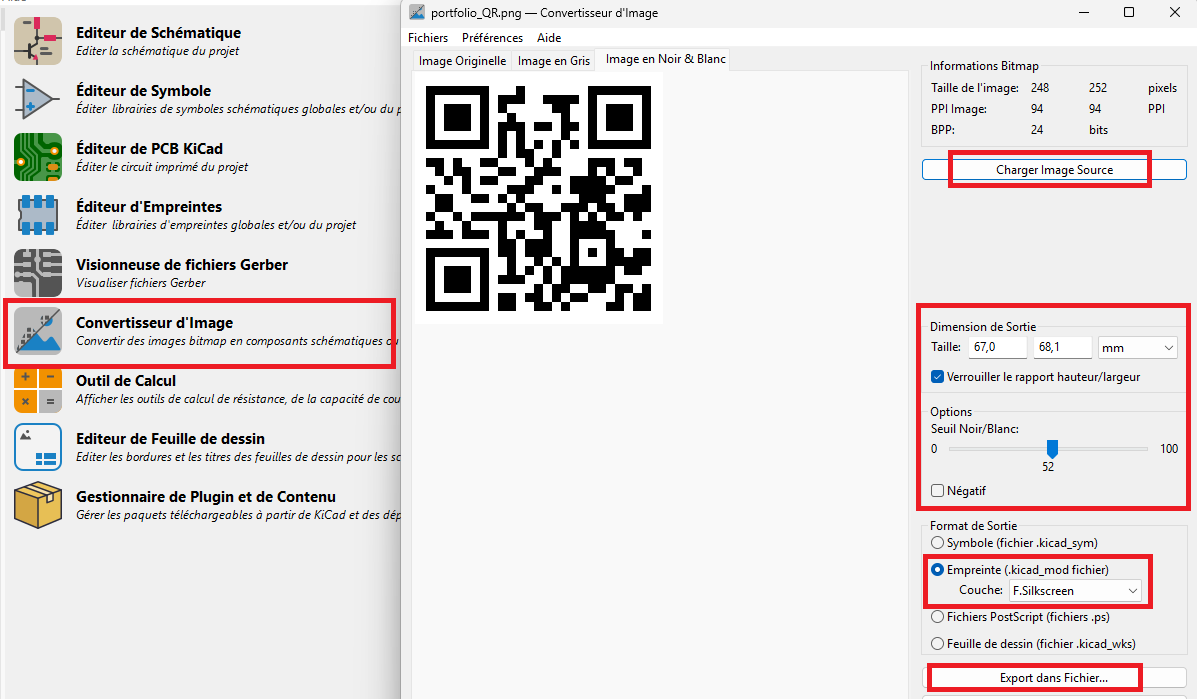 Editeur de Schématique
Editer la schématique du projet
Éditeur de Symbole
Éditer librairies de symboles schématiques globales et/ou du p
Éditeur de PCB KiCad
Éditer le circuit imprimé du projet
Éditeur d'Empreintes
Éditer librairies d'empreintes globales et/ou du projet
Visionneuse de fichiers Gerber
Visualiser fichiers Gerber
Convertisseur d'Image
Convertir des images bitmap en composants schématiques ou
Outil de Calcul
Afficher les outils de calcul de résistance, de la capacité de cou
Editeur de Feuille de dessin
Editer les bordures et les titres des feuilles de dessin pour les sc
Gestionnaire de Plugin et de Contenu
Gérer les paquets téléchargeables à partir de KiCad et des dép
portfolio_QR.png — Convertisseur d'Image
Fichiers Préférences Aide
Image Originelle Image en Gris Image en Noir & Blanc
Informations Bitmap
Taille de l'image: 248 252 pixels
PPI Image: 94 94 PPI
BPP: 24 bits
Charger Image Source
Dimension de Sortie
Taille: 67,0 68,1 mm
Verrouiller le rapport hauteur/largeur
Options
Seuil Noir/Blanc:
0 100
52
Négatif
Format de Sortie
Symbole (fichier .kicad_sym)
Empreinte (.kicad_mod fichier)
Couche: F.Silkscreen
Fichiers PostScript (fichiers .ps)
Feuille de dessin (fichier .kicad_wks)
Export dans Fichier...